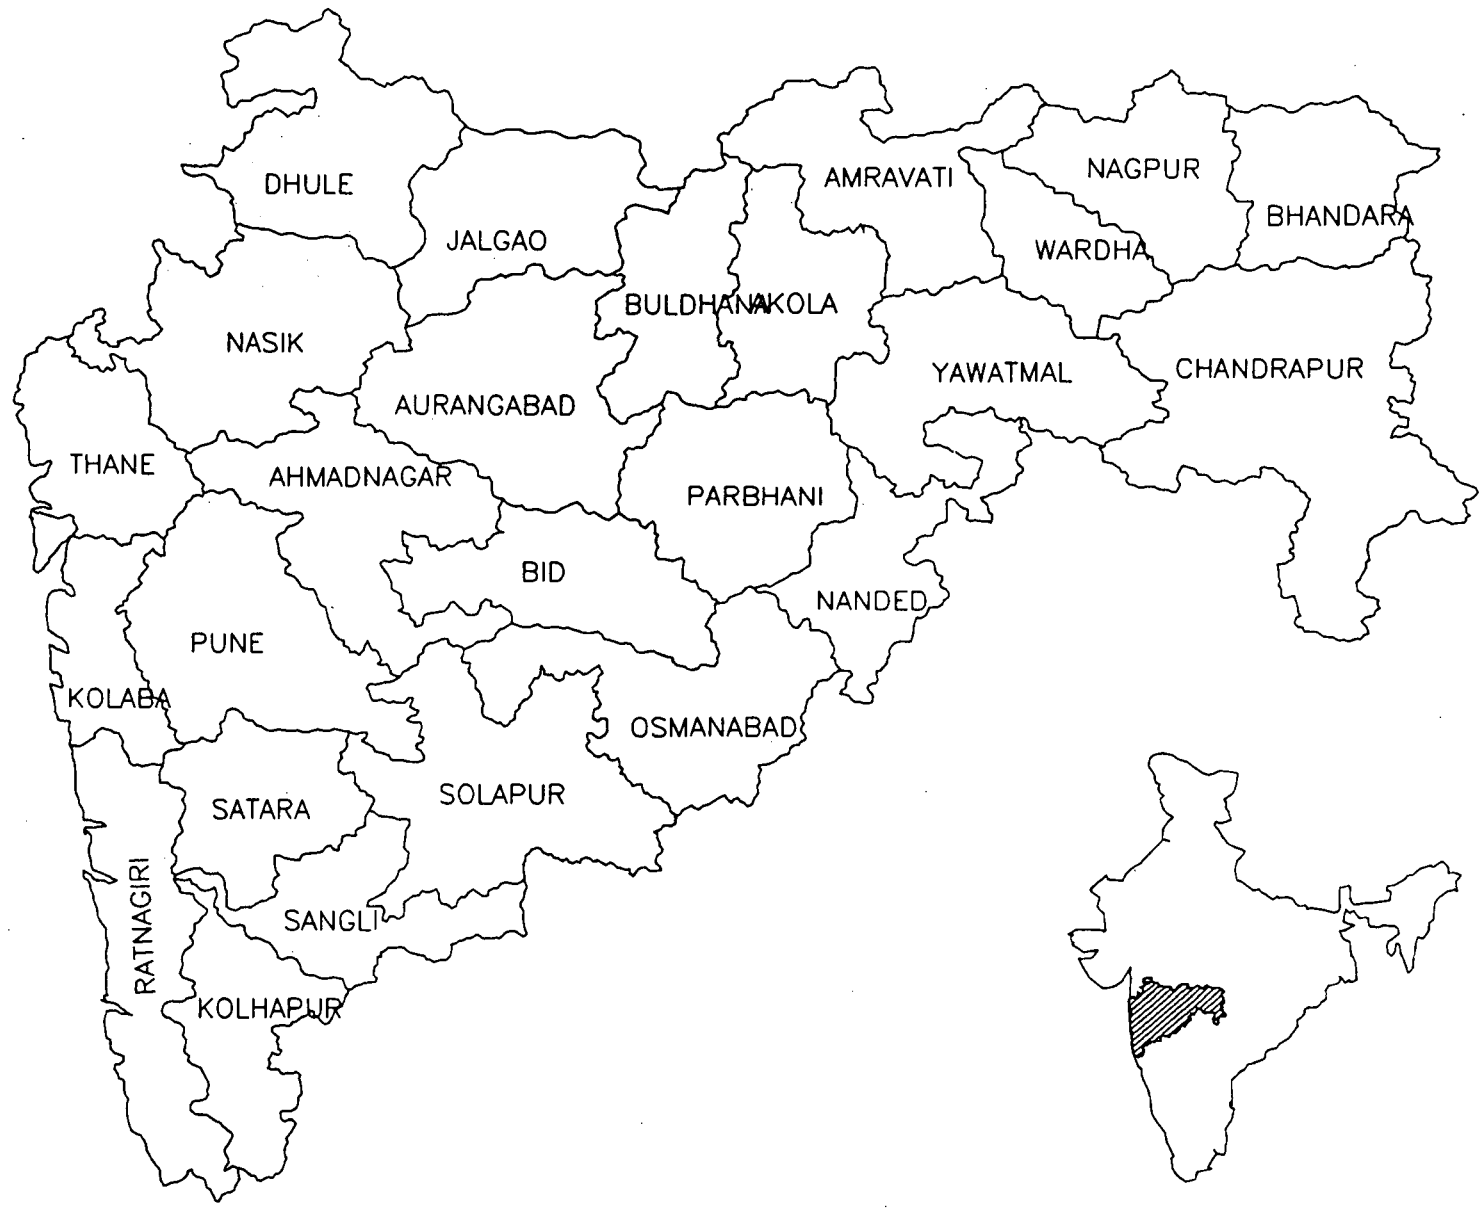 DHULE
JALGAO
AMRAVATI
NAGPUR
BHANDARA
WARDHA
BULDHANA
AKOLA
NASIK
YAWATMAL
CHANDRAPUR
AURANGABAD
THANE
AHMADNAGAR
PARBHANI
BID
NANDED
PUNE
KOLABA
OSMANABAD
SOLAPUR
SATARA
RATNAGIRI
SANGLI
KOLHAPUR